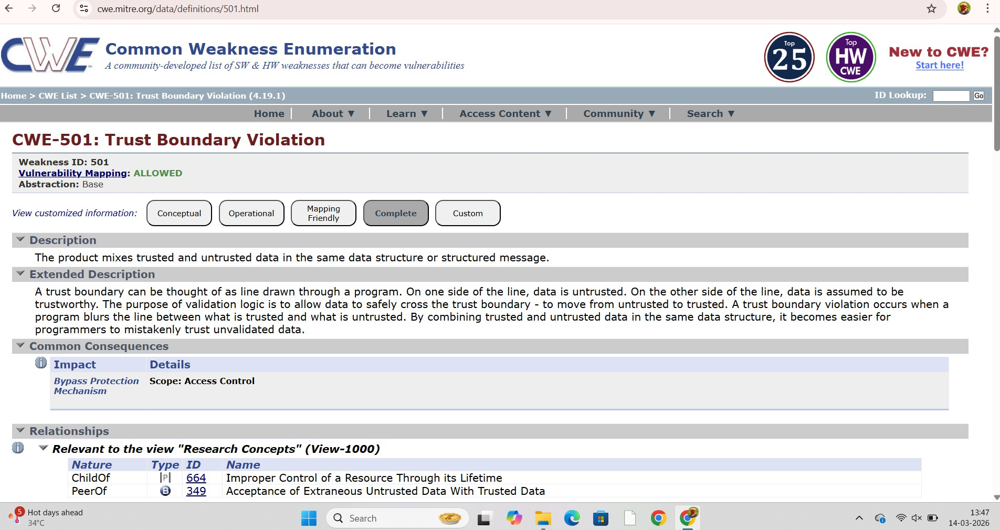 cwe.mitre.org/data/definitions/501.html
CWE
Common Weakness Enumeration
A community-developed list of SW & HW weaknesses that can become vulnerabilities
Top
25
Top
HW
CWE
New to CWE?
Start here!
Home > CWE List > CWE-501: Trust Boundary Violation (4.19.1)
ID Lookup:
Go
Home About ▼ Learn ▼ Access Content ▼ Community ▼ Search ▼
CWE-501: Trust Boundary Violation
Weakness ID: 501
Vulnerability Mapping: ALLOWED
Abstraction: Base
View customized information:
Conceptual
Operational
Mapping
Friendly
Complete
Custom
Description
The product mixes trusted and untrusted data in the same data structure or structured message.
Extended Description
A trust boundary can be thought of as line drawn through a program. On one side of the line, data is untrusted. On the other side of the line, data is assumed to be
trustworthy. The purpose of validation logic is to allow data to safely cross the trust boundary - to move from untrusted to trusted. A trust boundary violation occurs when a
program blurs the line between what is trusted and what is untrusted. By combining trusted and untrusted data in the same data structure, it becomes easier for
programmers to mistakenly trust unvalidated data.
Common Consequences
Impact Details
Bypass Protection Scope: Access Control
Mechanism
Relationships
Relevant to the view "Research Concepts" (View-1000)
Nature Type ID Name
ChildOf P 664 Improper Control of a Resource Through its Lifetime
PeerOf B 349 Acceptance of Extraneous Untrusted Data With Trusted Data
5
Hot days ahead
34°C
Search
13:47
14-03-2026